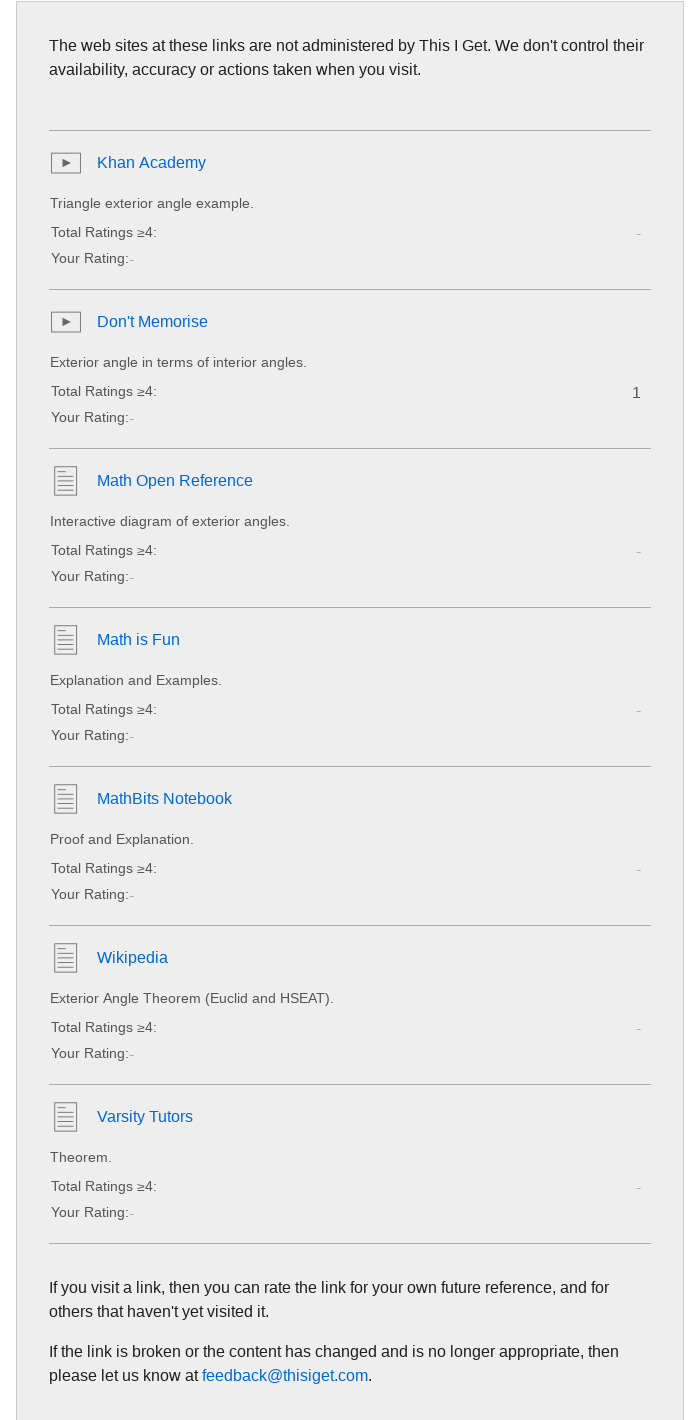 The web sites at these links are not administered by This I Get. We don't control their
availability, accuracy or actions taken when you visit.
Khan Academy
Triangle exterior angle example.
Total Ratings ≥4: -
Your Rating:-
Don't Memorise
Exterior angle in terms of interior angles.
Total Ratings ≥4: 1
Your Rating:-
Math Open Reference
Interactive diagram of exterior angles.
Total Ratings ≥4: -
Your Rating:-
Math is Fun
Explanation and Examples.
Total Ratings ≥4: -
Your Rating:-
MathBits Notebook
Proof and Explanation.
Total Ratings ≥4: -
Your Rating:-
Wikipedia
Exterior Angle Theorem (Euclid and HSEAT).
Total Ratings ≥4: -
Your Rating:-
Varsity Tutors
Theorem.
Total Ratings ≥4: -
Your Rating:-
If you visit a link, then you can rate the link for your own future reference, and for
others that haven't yet visited it.
If the link is broken or the content has changed and is no longer appropriate, then
please let us know at feedback@thisiget.com.